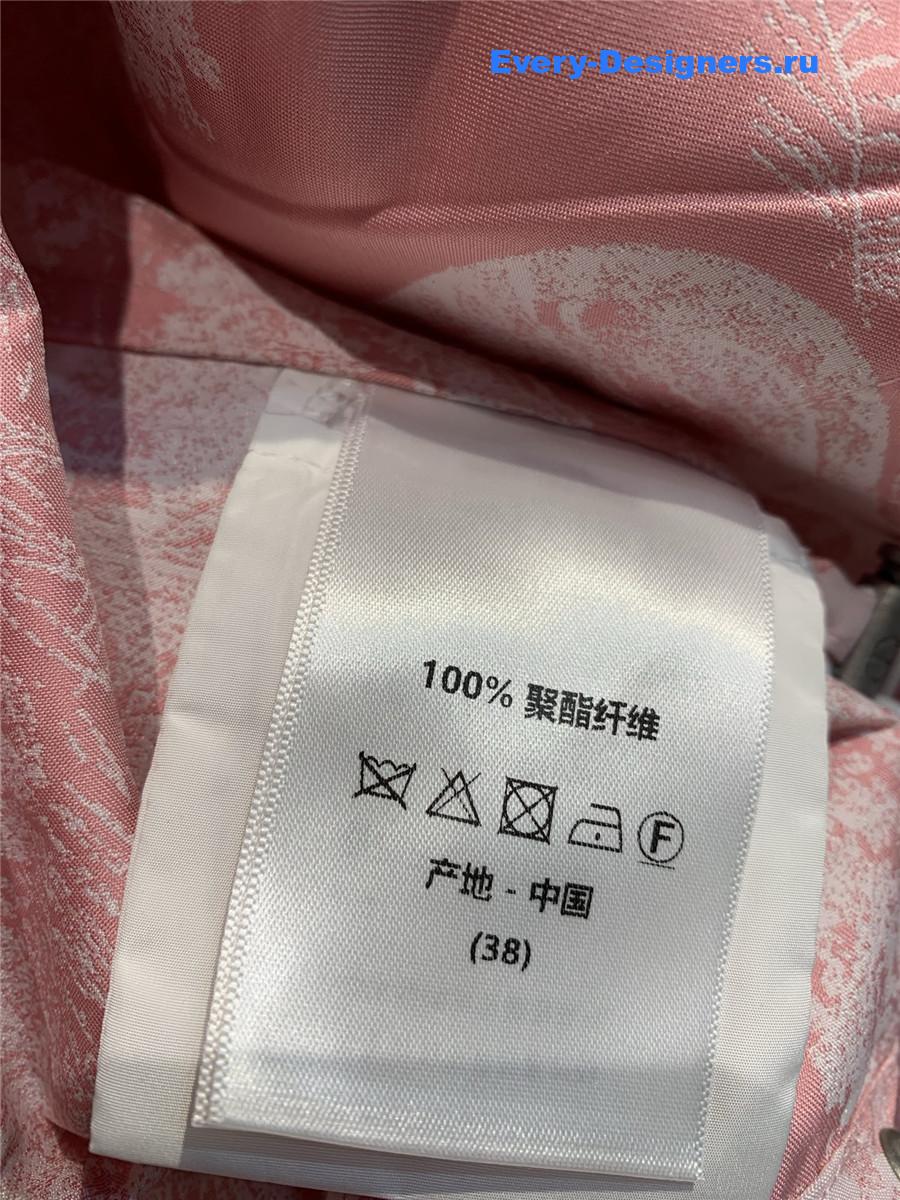 Every-Designers.ru
100% 聚酯纤维
F
产地 - 中国
(38)